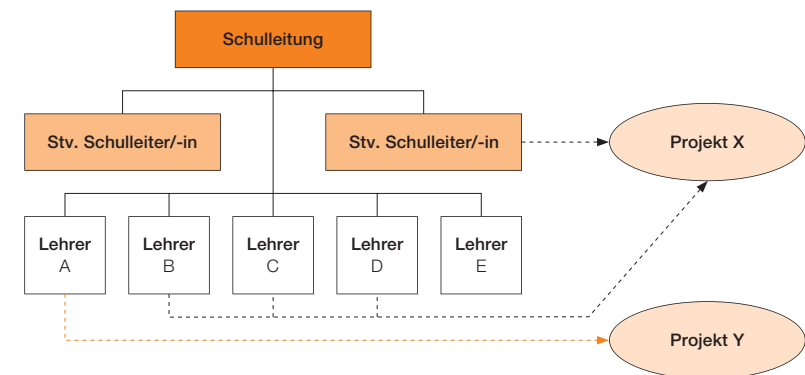 Schulleitung
Stv. Schulleiter/-in
Stv. Schulleiter/-in
Projekt X
Lehrer
A
Lehrer
B
Lehrer
C
Lehrer
D
Lehrer
E
Projekt Y